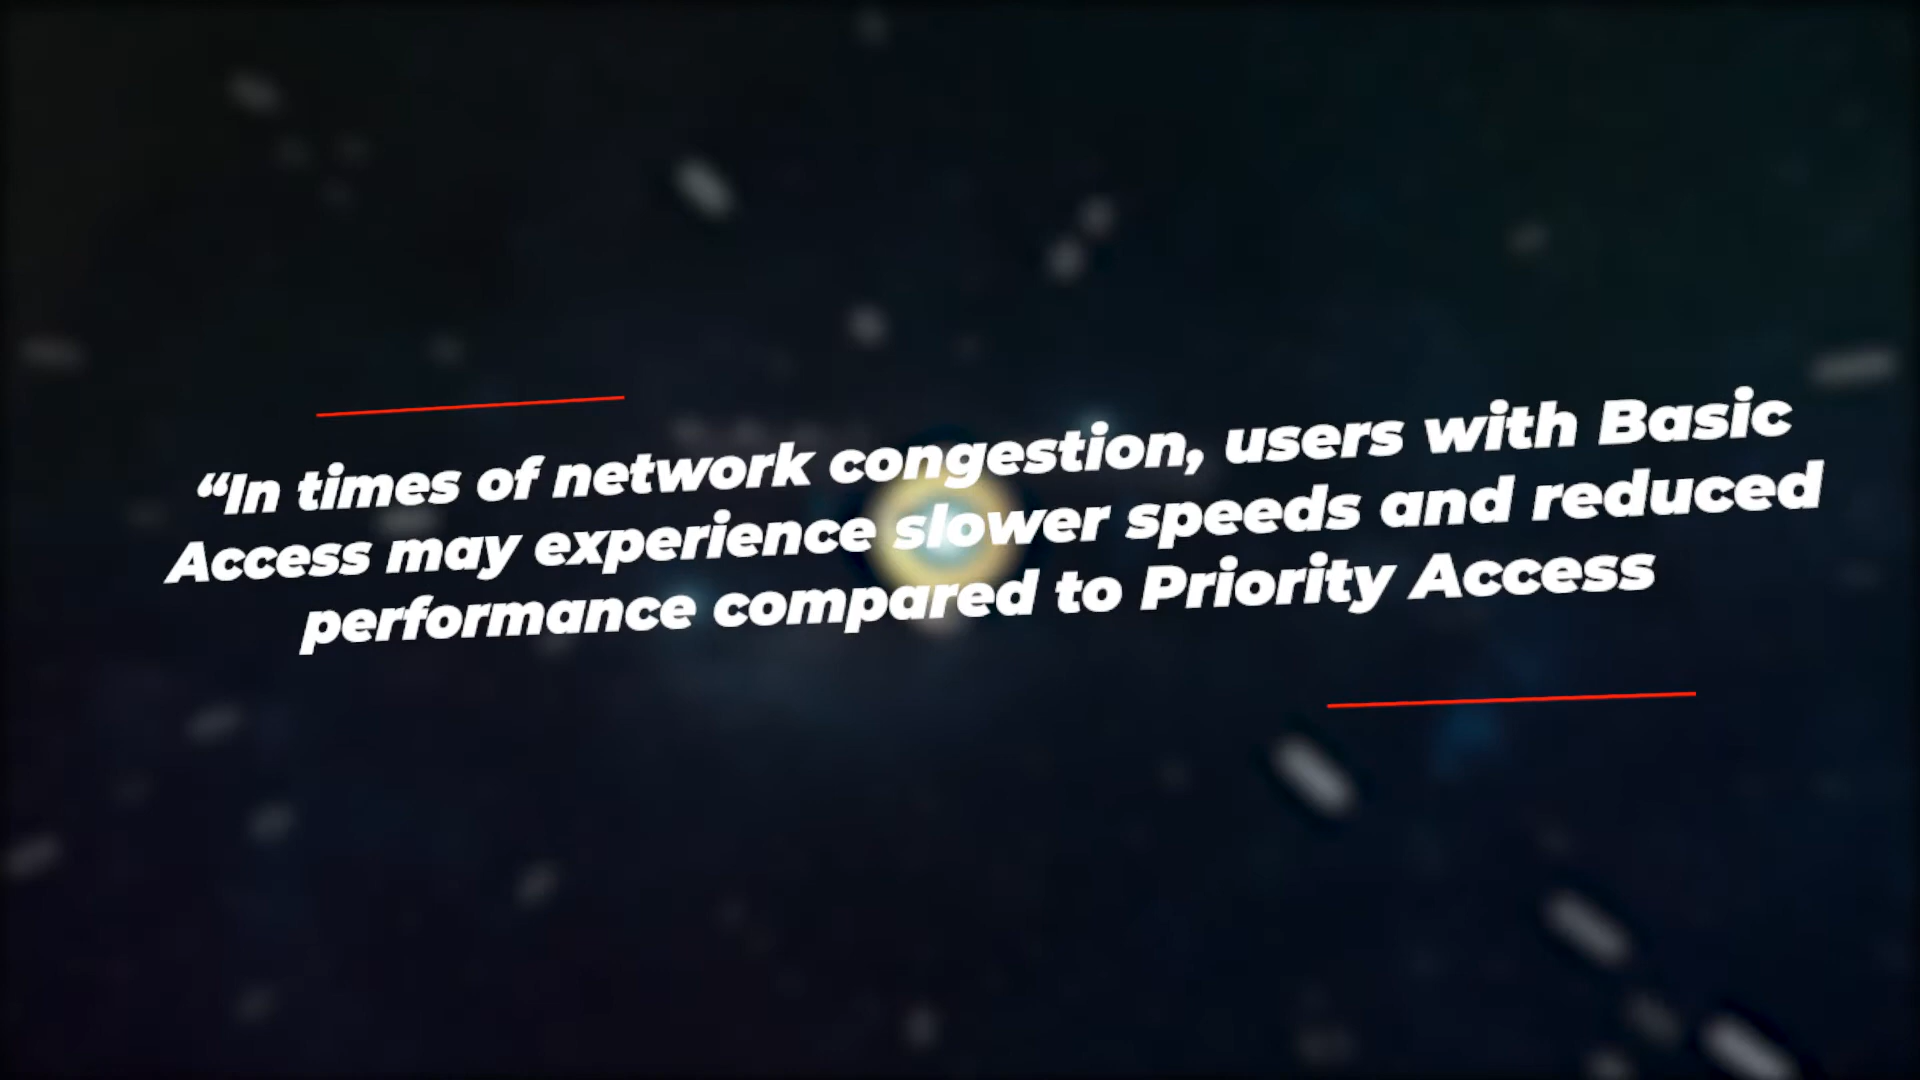 “In times of network congestion, users with Basic
Access may experience slower speeds and reduced
performance compared to Priority Access